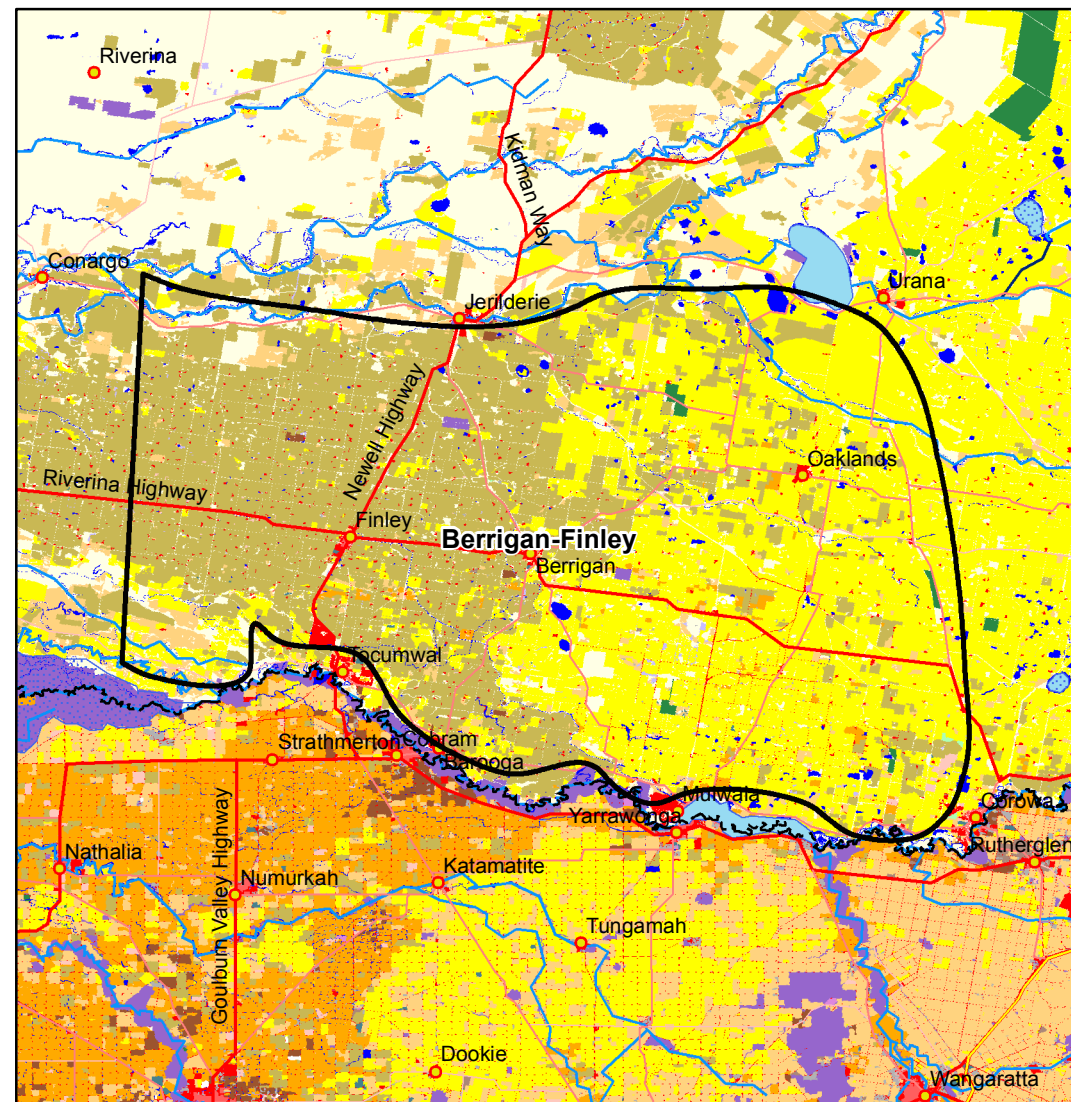 Riverina
Kidman Way
Conargo
Jerilderie
Urana
Newell Highway
Oaklands
Riverina Highway
Finley
Berrigan-Finley
Berrigan
Tocumwal
Strathmerton
Cobram
Barooga
Mulwala
Yarrawonga
Corowa
Rutherglen
Nathalia
Numurkah
Katamatite
Goulburn Valley Highway
Tungamah
Dookie
Wangaratta